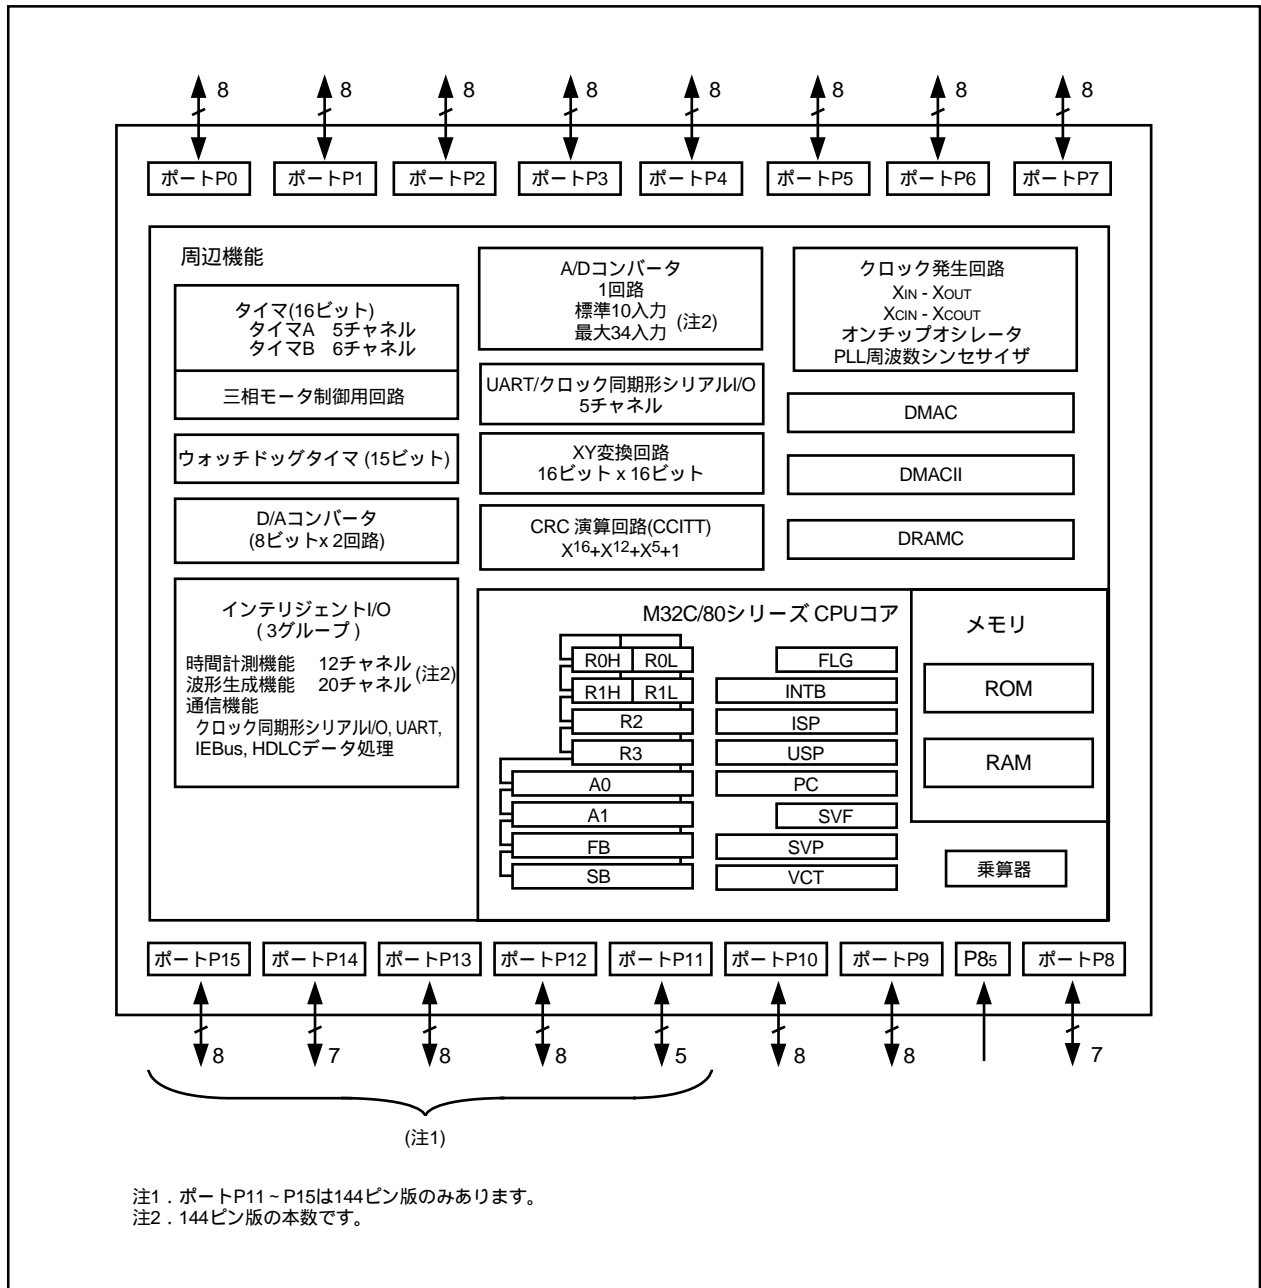 8 8 8 8 8 8 8 8
ポートP0 ポートP1 ポートP2 ポートP3 ポートP4 ポートP5 ポートP6 ポートP7
周辺機能
タイマ(16ビット)
タイマA 5チャネル
タイマB 6チャネル
三相モータ制御用回路
ウォッチドッグタイマ (15ビット)
D/Aコンバータ
(8ビットx 2回路)
インテリジェントI/O
( 3グループ )
時間計測機能 12チャネル
波形生成機能 20チャネル
(注2)
通信機能
クロック同期形シリアルI/O, UART,
IEBus, HDLCデータ処理
A/Dコンバータ
1回路
標準10入力
最大34入力
(注2)
UART/クロック同期形シリアルI/O
5チャネル
XY変換回路
16ビット x 16ビット
CRC 演算回路(CCITT)
X16+X12+X5+1
クロック発生回路
XIN - XOUT
XCIN - XCOUT
オンチップオシレータ
PLL周波数シンセサイザ
DMAC
DMACII
DRAMC
M32C/80シリーズ CPUコア
R0H R0L
R1H R1L
R2
R3
A0
A1
FB
SB
FLG
INTB
ISP
USP
PC
SVF
SVP
VCT
メモリ
ROM
RAM
乗算器
ポートP15 ポートP14 ポートP13 ポートP12 ポートP11 ポートP10 ポートP9 P85 ポートP8
8 7 8 8 5 8 8 7
(注1)
注1．ポートP11～P15は144ピン版のみあります。
注2．144ピン版の本数です。